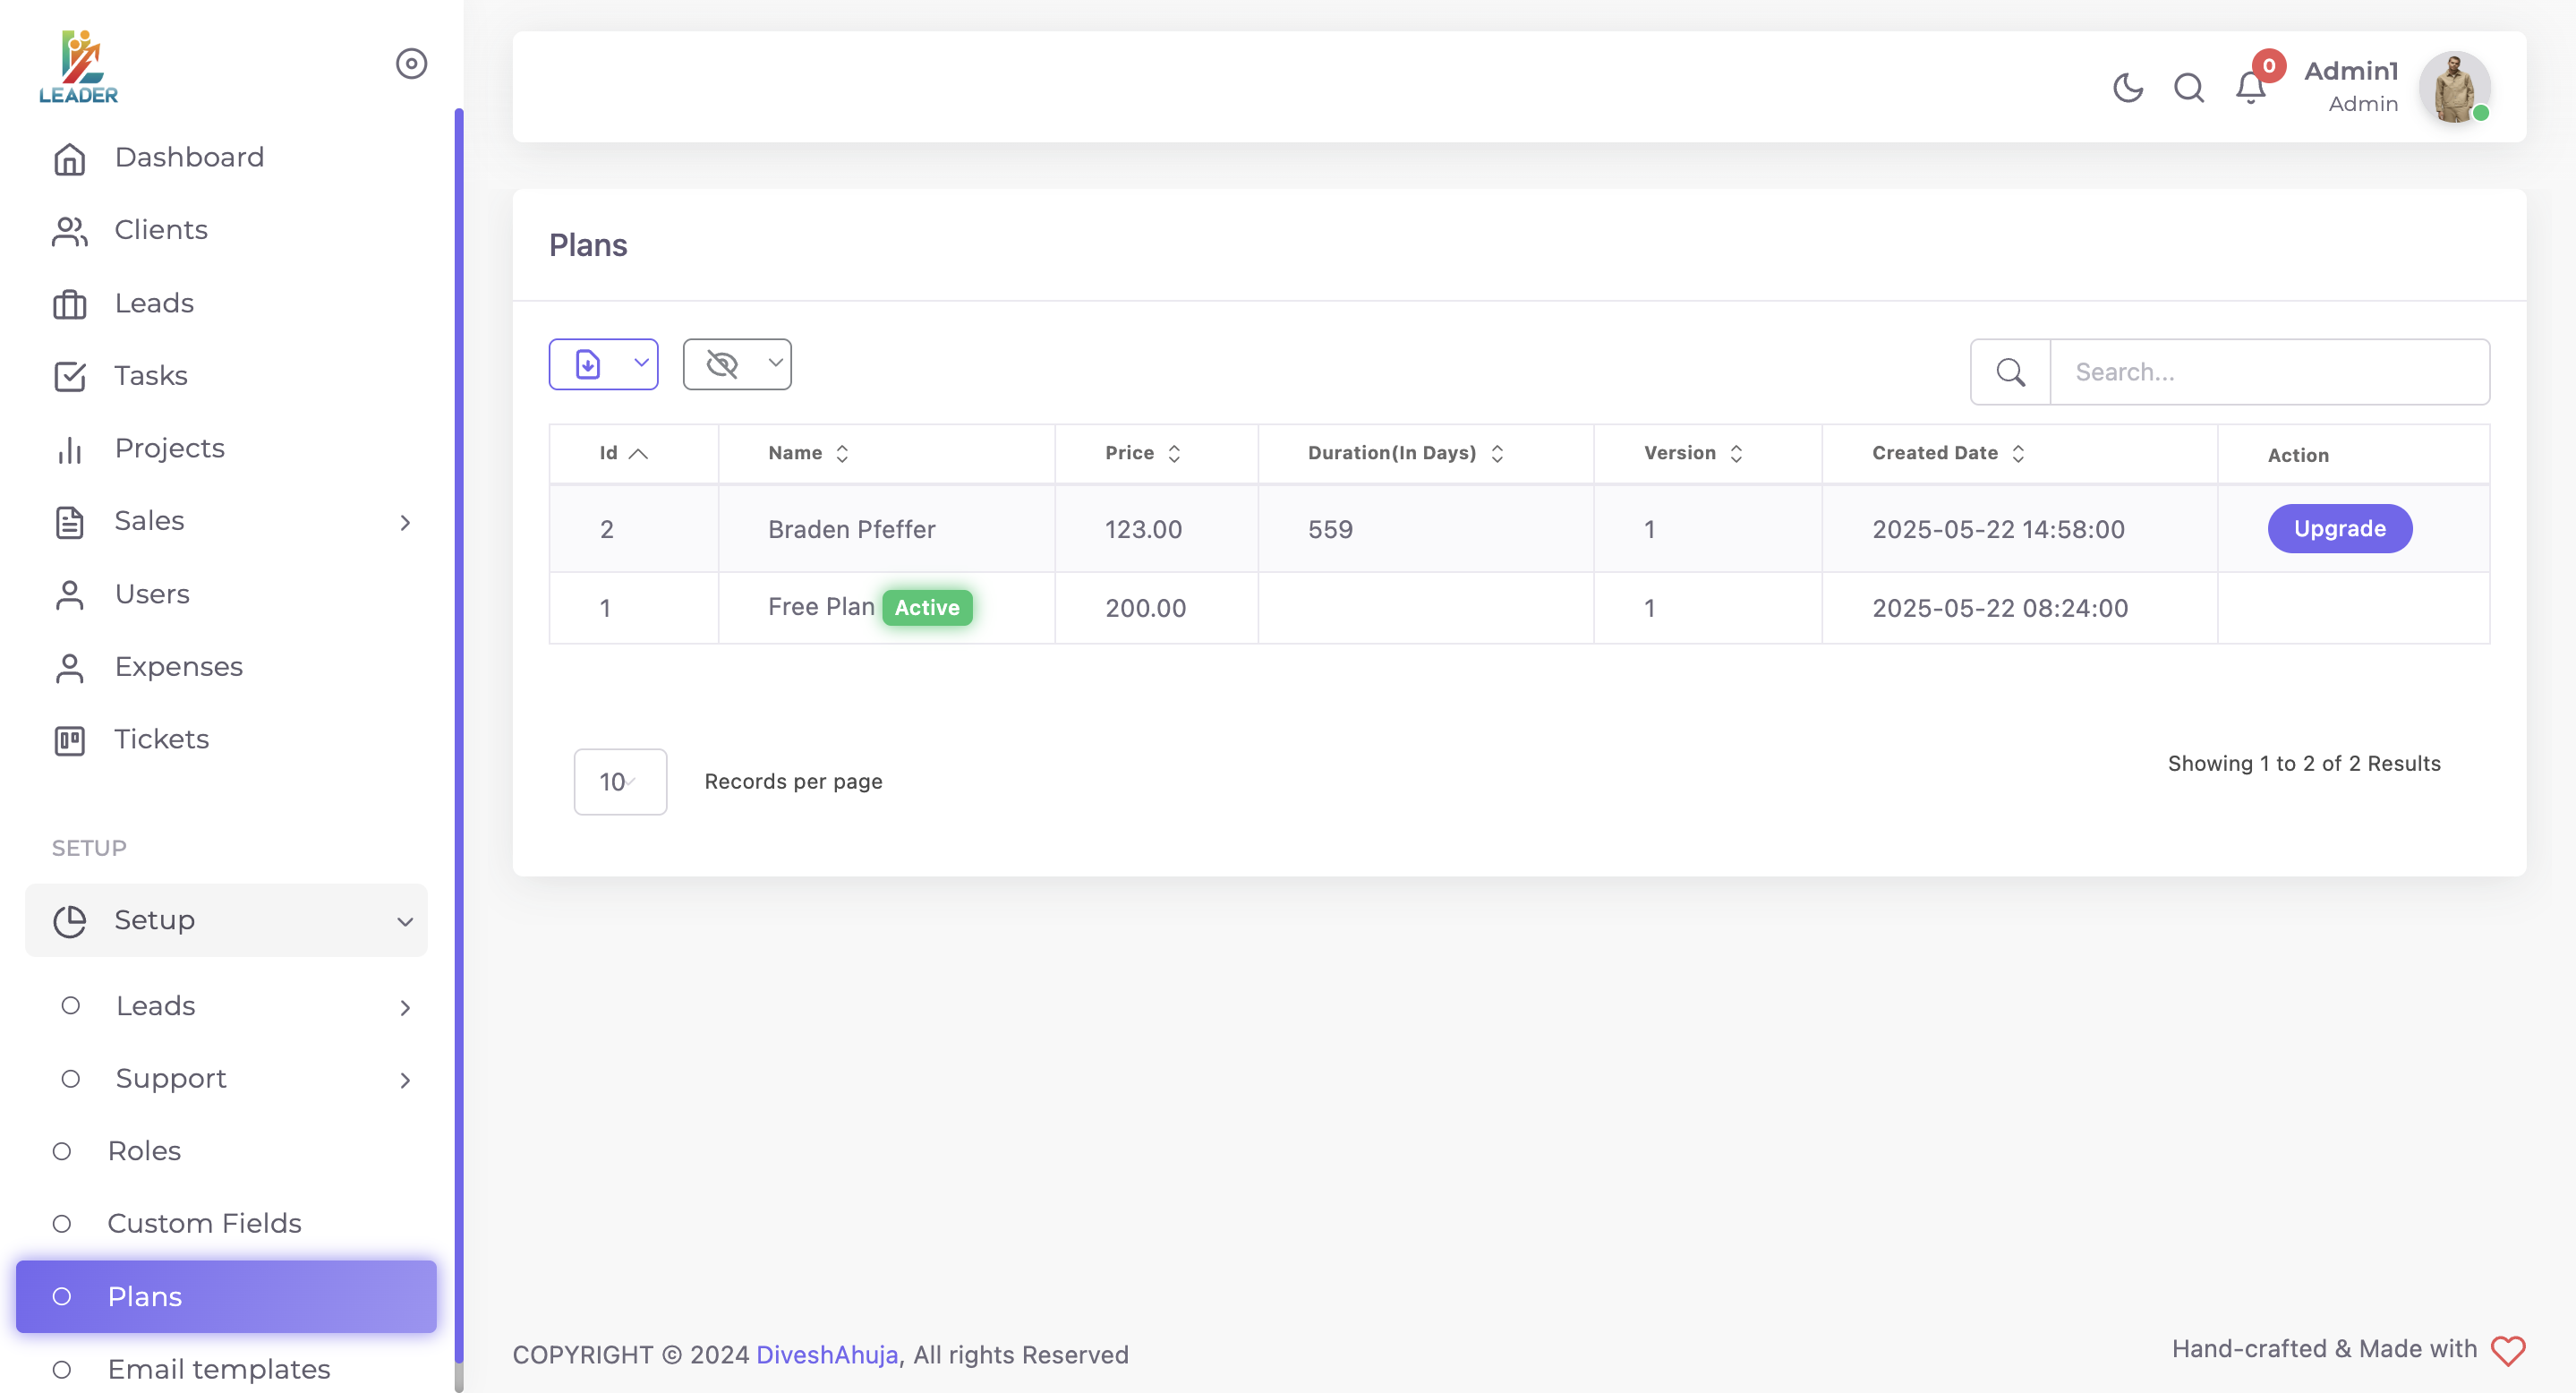 LEADER
Dashboard
Clients
Leads
Tasks
Projects
Sales
Users
Expenses
Tickets
SETUP
Setup
Leads
Support
Roles
Custom Fields
Plans
Email templates
0
Admin1
Admin
Plans
Search...
Id Name Price Duration(In Days) Version Created Date Action
2 Braden Pfeffer 123.00 559 1 2025-05-22 14:58:00 Upgrade
1 Free Plan Active 200.00 1 2025-05-22 08:24:00
10 Records per page
Showing 1 to 2 of 2 Results
COPYRIGHT © 2024 DiveshAhuja, All rights Reserved
Hand-crafted & Made with